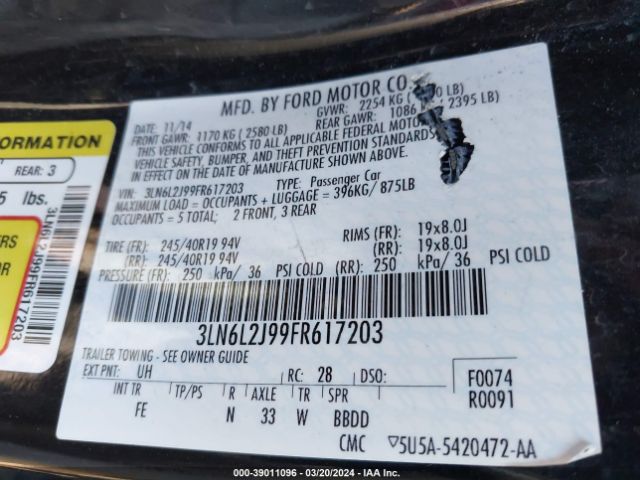 MFD. BY FORD MOTOR CO
DATE: 11/14 GVWR: 2254 KG ( LB)
FRONT GAWR: 1170 KG ( 2580 LB) REAR GAWR: 1086 2395 LB)
THIS VEHICLE CONFORMS TO ALL APPLICABLE FEDERAL MOTOR
VEHICLE SAFETY, BUMPER, AND THEFT PREVENTION STANDARDS
IN EFFECT ON THE DATE OF MANUFACTURE SHOWN ABOVE.
VIN: 3LN6L2J99FR617203 TYPE: Passenger Car
MAXIMUM LOAD = OCCUPANTS + LUGGAGE = 396KG/ 875LB
OCCUPANTS = 5 TOTAL; 2 FRONT, 3 REAR
TIRE (FR): 245/40R19 94V RIMS (FR): 19x8.0J
(RR): 245/40R19 94V (RR): 19x8.0J
PRESSURE (FR): 250 kPa/ 36 PSI COLD (RR): 250 kPa/ 36 PSI COLD
3LN6L2J99FR617203
TRAILER TOWING - SEE OWNER GUIDE
EXT PNT: UH RC: 28 DSO: F0074
R0091
INT TR TP/PS R AXLE TR SPR
FE N 33 W BBDD
CMC ▽5U5A-5420472-AA
FORMATION
REAR: 3
5 lbs.
ERS
OR
3LN6L2J99FR617203
000-39011096 - 03/20/2024 - IAA Inc.